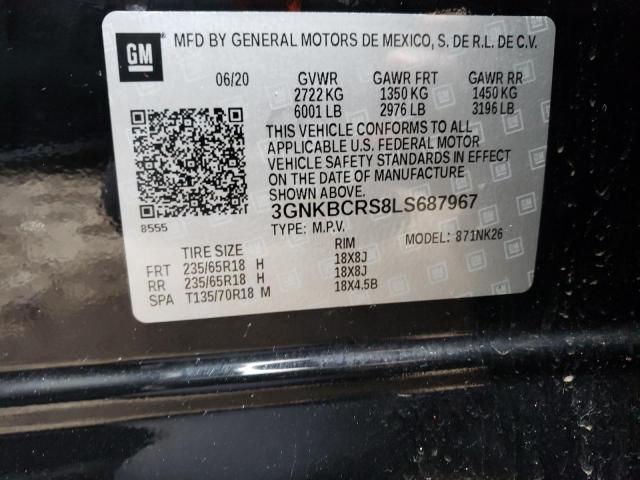 GM MFD BY GENERAL MOTORS DE MEXICO, S. DE R.L. DE C.V.
06/20 GVWR GAWR FRT GAWR RR
2722 KG 1350 KG 1450 KG
6001 LB 2976 LB 3196 LB
THIS VEHICLE CONFORMS TO ALL
APPLICABLE U.S. FEDERAL MOTOR
VEHICLE SAFETY STANDARDS IN EFFECT
ON THE DATE OF MANUFACTURE
SHOWN ABOVE.
8555 3GNKBCRS8LS687967
TYPE: M.P.V. MODEL: 871NK26
TIRE SIZE RIM
FRT 235/65R18 H 18X8J
RR 235/65R18 H 18X8J
SPA T135/70R18 M 18X4.5B